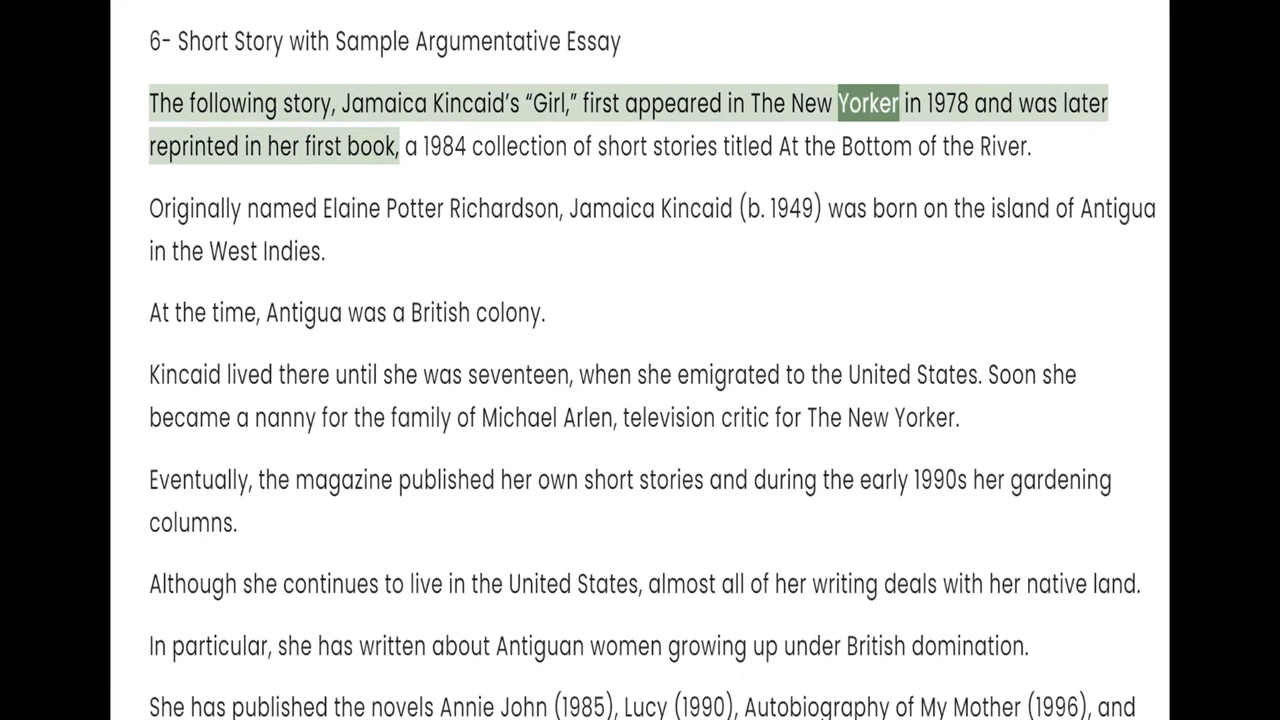 6- Short Story with Sample Argumentative Essay
The following story, Jamaica Kincaid’s “Girl,” first appeared in The New Yorker in 1978 and was later
reprinted in her first book, a 1984 collection of short stories titled At the Bottom of the River.
Originally named Elaine Potter Richardson, Jamaica Kincaid (b. 1949) was born on the island of Antigua
in the West Indies.
At the time, Antigua was a British colony.
Kincaid lived there until she was seventeen, when she emigrated to the United States. Soon she
became a nanny for the family of Michael Arlen, television critic for The New Yorker.
Eventually, the magazine published her own short stories and during the early 1990s her gardening
columns.
Although she continues to live in the United States, almost all of her writing deals with her native land.
In particular, she has written about Antiguan women growing up under British domination.
She has published the novels Annie John (1985), Lucy (1990), Autobiography of My Mother (1996), and